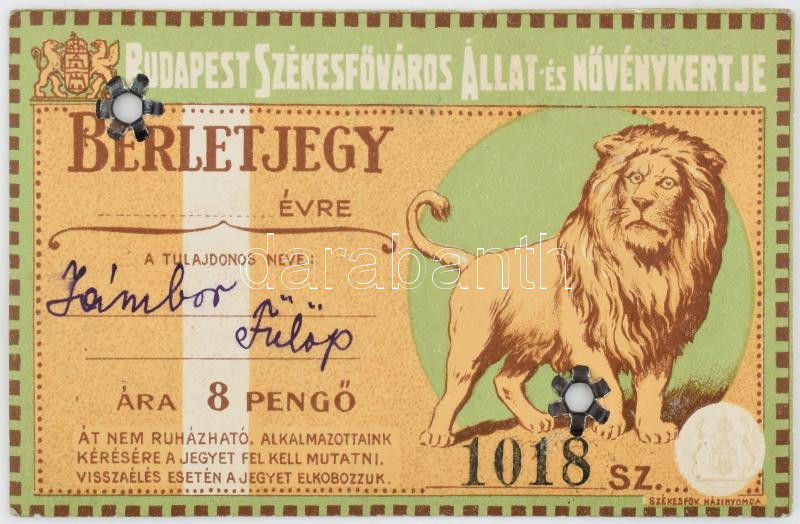 BUDAPEST SZÉKESFŐVÁROS ÁLLAT-ÉS NÖVÉNYKERTJE
BÉRLETJEGY
ÉVRE
A TULAJDONOS NEVE:
Jámbor
Fülöp
ÁRA 8 PENGŐ
ÁT NEM RUHÁZHATÓ. ALKALMAZOTTAINK
KÉRÉSÉRE A JEGYET FEL KELL MUTATNI.
VISSZAÉLÉS ESETÉN A JEGYET ELKOBOZZUK.
1018 SZ.
SZÉKESFŐV. HÁZINYOMDA
darabanth